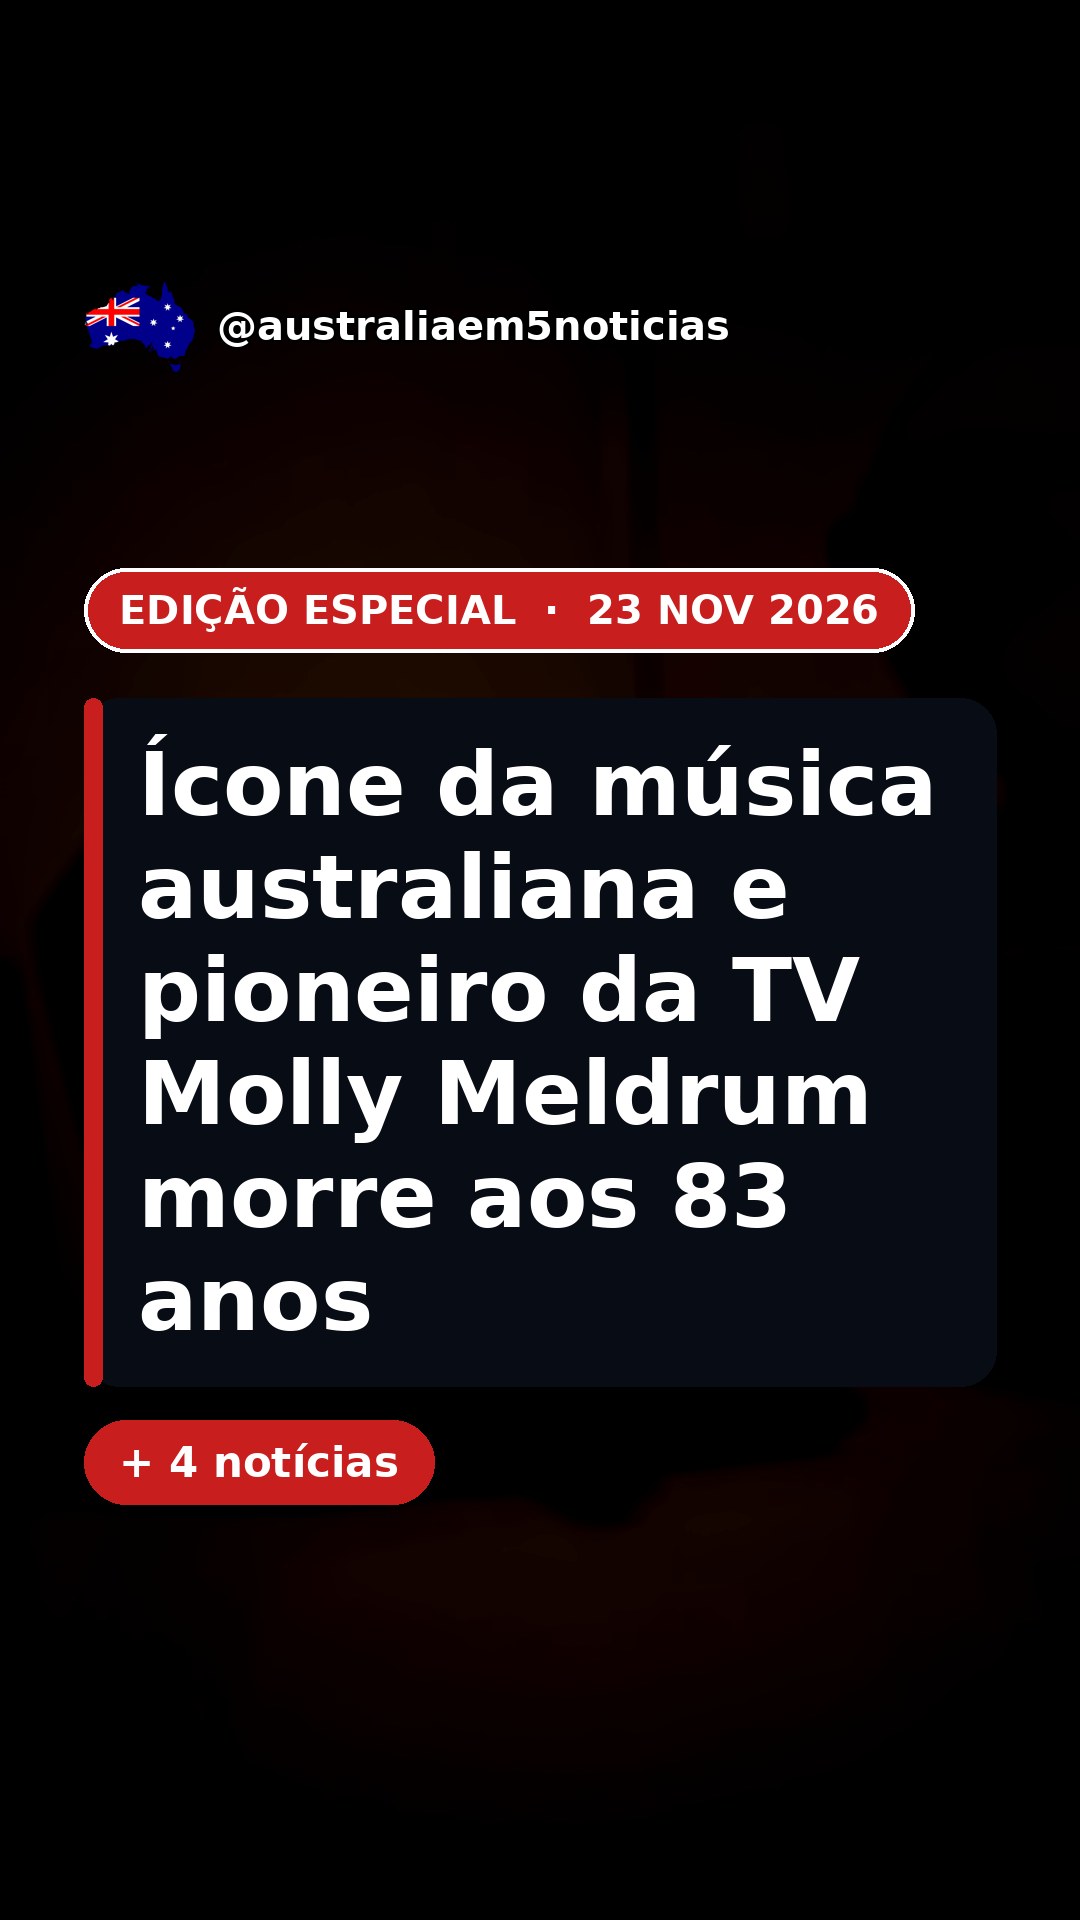 @australiaem5noticias
EDIÇÃO ESPECIAL · 23 NOV 2026
Ícone da música
australiana e
pioneiro da TV
Molly Meldrum
morre aos 83
anos
+ 4 notícias